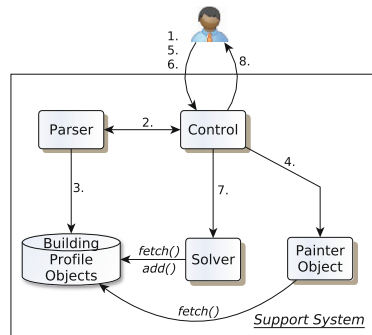 1.
5.
6.
8.
Parser
2.
Control
3.
7.
4.
Building
Profile
Objects
fetch()
add()
Solver
Painter
Object
fetch()
Support System